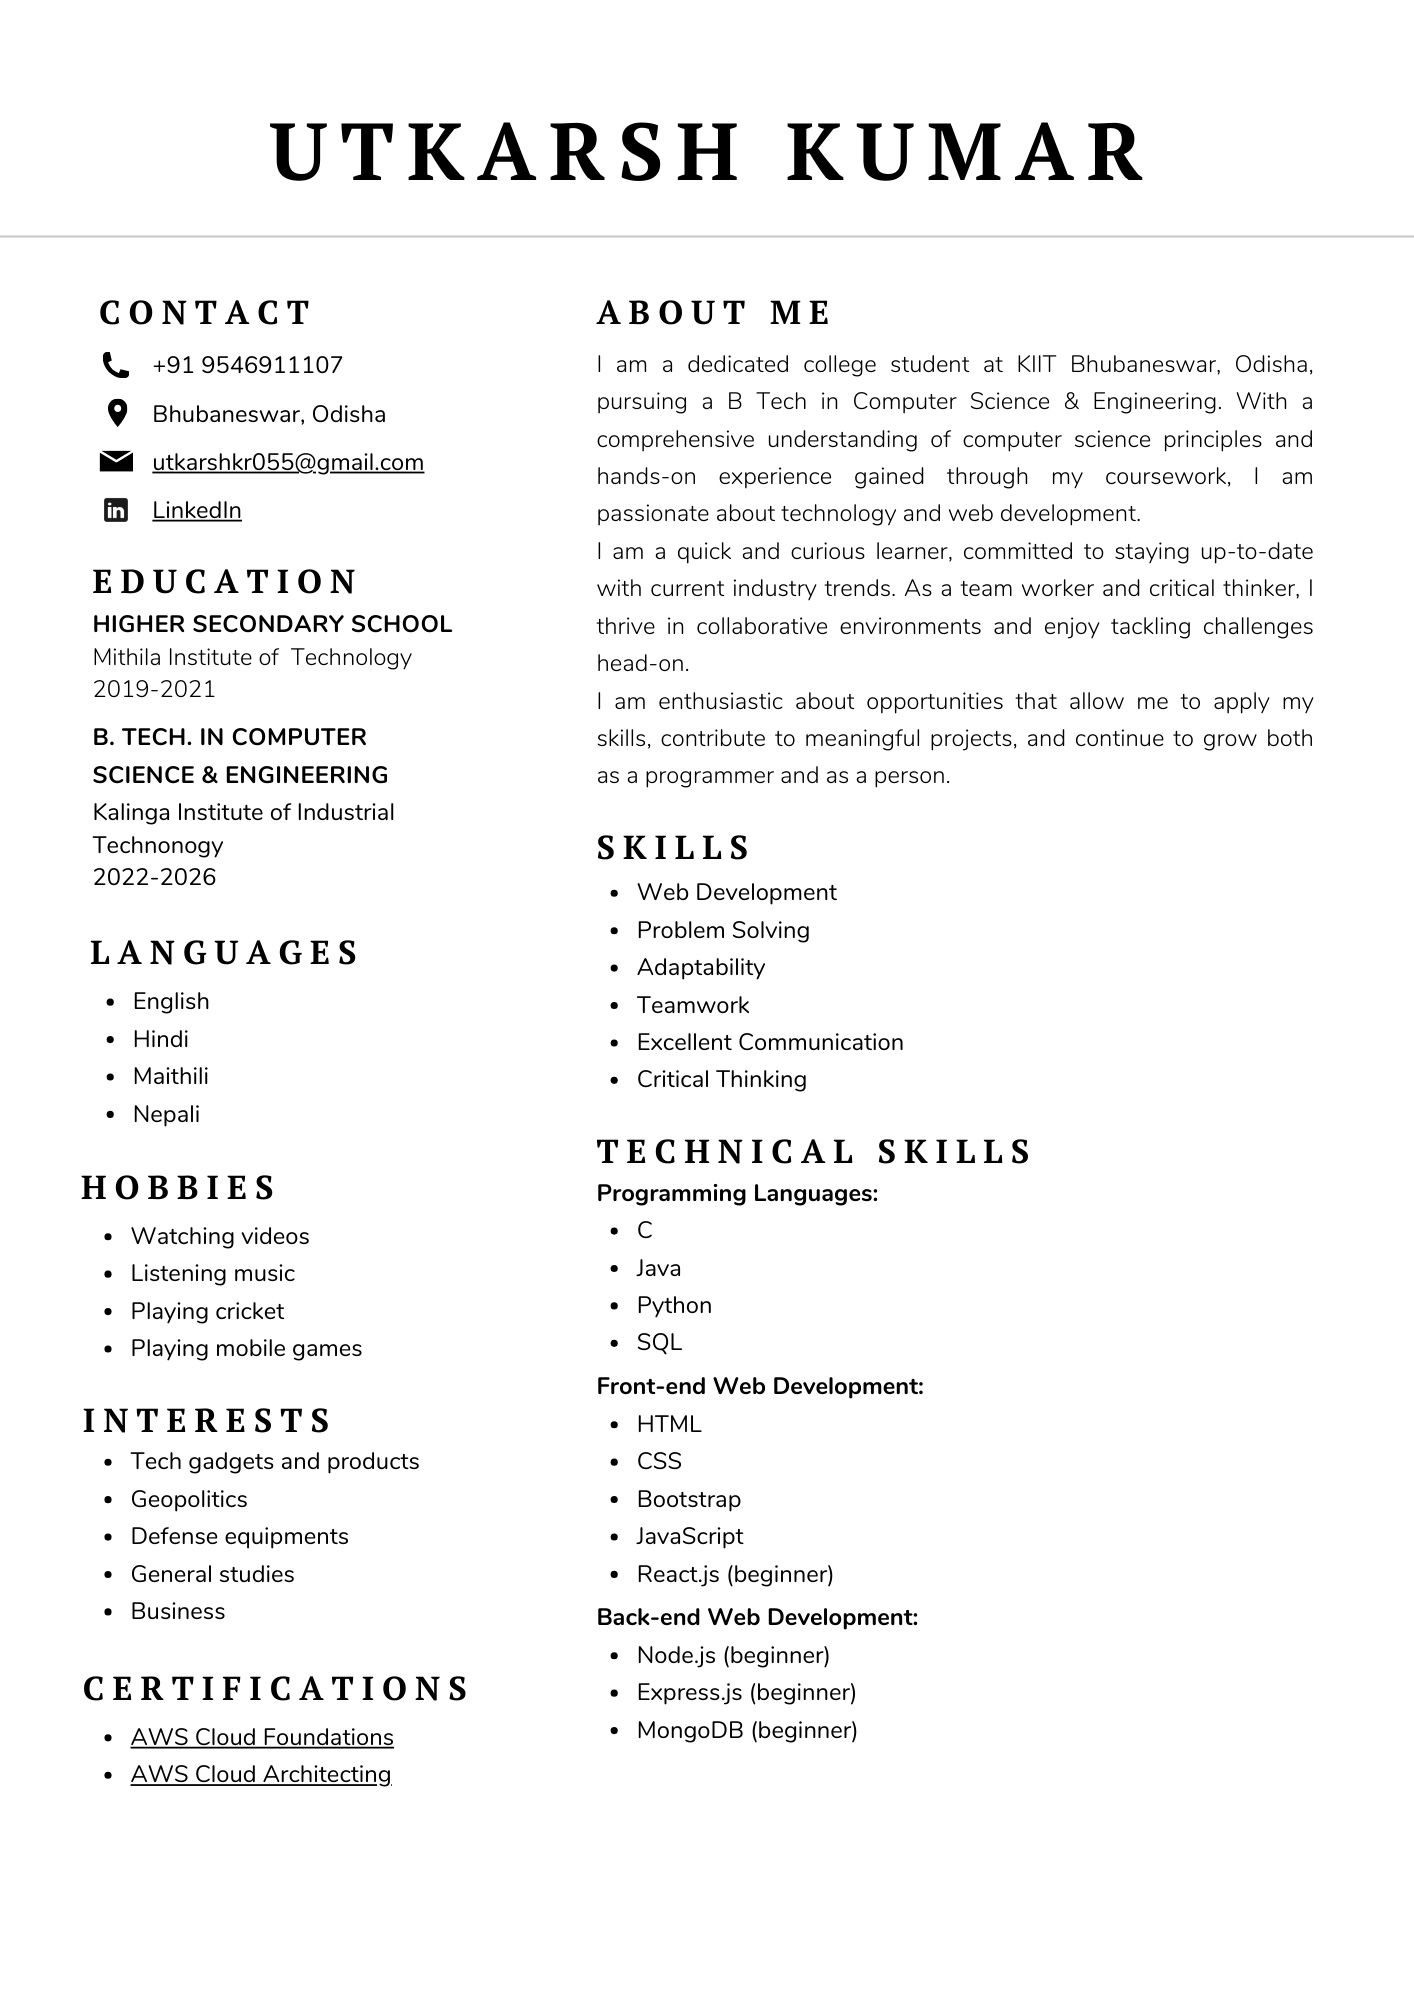 UTKARSH KUMAR
CONTACT
+91 9546911107
Bhubaneswar, Odisha
utkarshkr055@gmail.com
LinkedIn
EDUCATION
HIGHER SECONDARY SCHOOL
Mithila Institute of  Technology
2019-2021
B. TECH. IN COMPUTER
SCIENCE & ENGINEERING
Kalinga Institute of Industrial
Technonogy
2022-2026
LANGUAGES
• English
• Hindi
• Maithili
• Nepali
HOBBIES
• Watching videos
• Listening music
• Playing cricket
• Playing mobile games
INTERESTS
• Tech gadgets and products
• Geopolitics
• Defense equipments
• General studies
• Business
CERTIFICATIONS
• AWS Cloud Foundations
• AWS Cloud Architecting
ABOUT ME
I am a dedicated college student at KIIT Bhubaneswar, Odisha,
pursuing a B Tech in Computer Science & Engineering. With a
comprehensive understanding of computer science principles and
hands-on experience gained through my coursework, I am
passionate about technology and web development.
I am a quick and curious learner, committed to staying up-to-date
with current industry trends. As a team worker and critical thinker, I
thrive in collaborative environments and enjoy tackling challenges
head-on.
I am enthusiastic about opportunities that allow me to apply my
skills, contribute to meaningful projects, and continue to grow both
as a programmer and as a person.
SKILLS
• Web Development
• Problem Solving
• Adaptability
• Teamwork
• Excellent Communication
• Critical Thinking
TECHNICAL SKILLS
Programming Languages:
• C
• Java
• Python
• SQL
Front-end Web Development:
• HTML
• CSS
• Bootstrap
• JavaScript
• React.js (beginner)
Back-end Web Development:
• Node.js (beginner)
• Express.js (beginner)
• MongoDB (beginner)